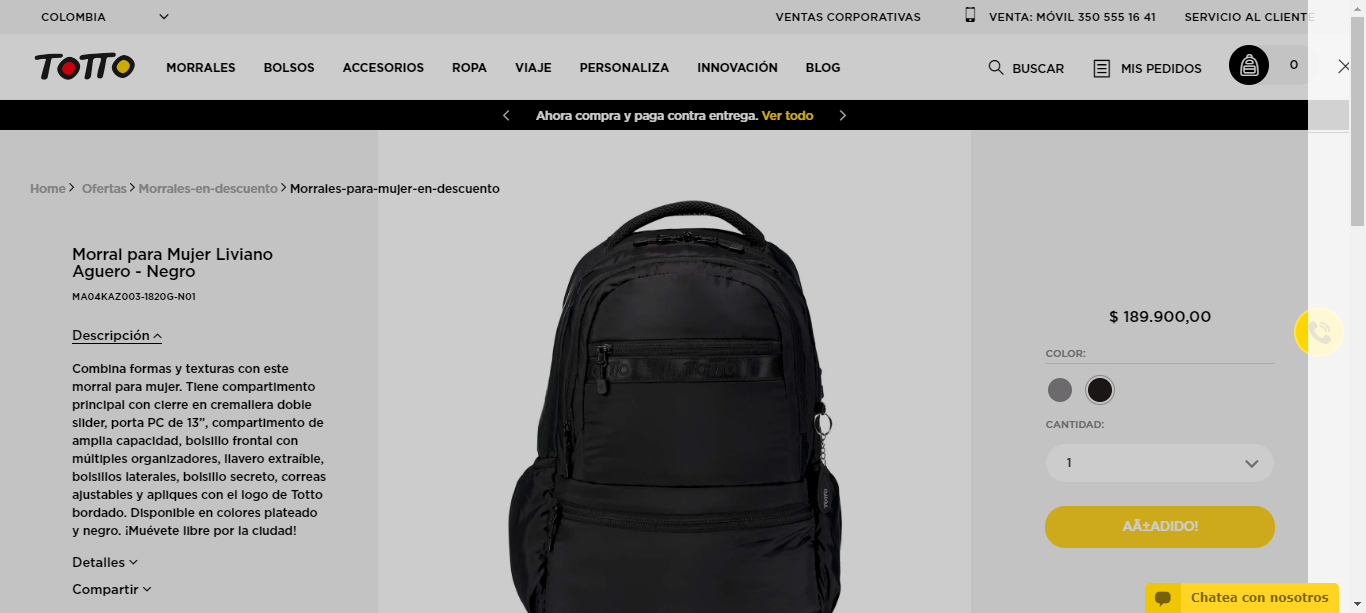 COLOMBIA
VENTAS CORPORATIVAS
VENTA: MÓVIL 350 555 16 41
SERVICIO AL CLIENTE
TOTTO
MORRALES
BOLSOS
ACCESORIOS
ROPA
VIAJE
PERSONALIZA
INNOVACIÓN
BLOG
BUSCAR
MIS PEDIDOS
0
Ahora compra y paga contra entrega. Ver todo
Home
Ofertas
Morrales-en-descuento
Morrales-para-mujer-en-descuento
Morral para Mujer Liviano
Aguero - Negro
MA04KAZ003-1820G-N01
Descripción
Combina formas y texturas con este
morral para mujer. Tiene compartimento
principal con cierre en cremallera doble
slider, porta PC de 13”, compartimento de
amplia capacidad, bolsillo frontal con
múltiples organizadores, llavero extraíble,
bolsillos laterales, bolsillo secreto, correas
ajustables y apliques con el logo de Totto
bordado. Disponible en colores plateado
y negro. ¡Muévete libre por la ciudad!
Detalles
Compartir
TOTTO
TOTTO
$ 189.900,00
COLOR:
CANTIDAD:
1
AÃ±ADIDO!
Chatea con nosotros